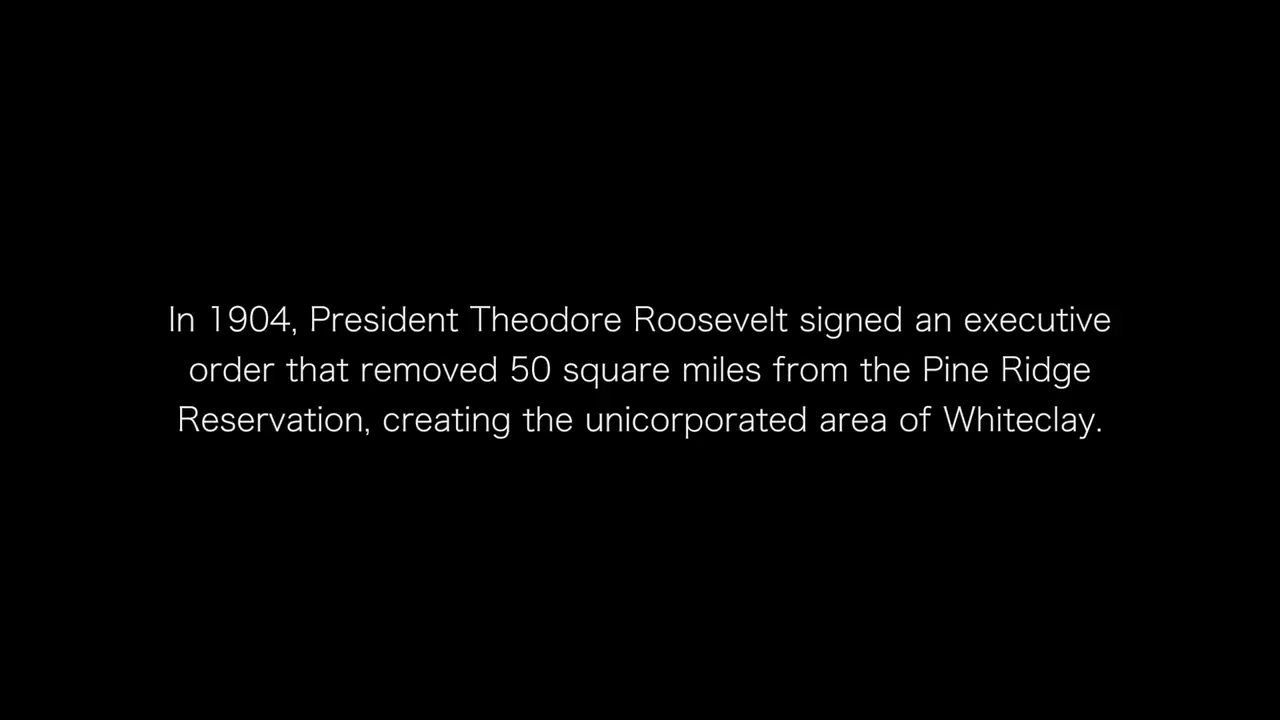 In 1904, President Theodore Roosevelt signed an executive
order that removed 50 square miles from the Pine Ridge
Reservation, creating the unicorporated area of Whiteclay.